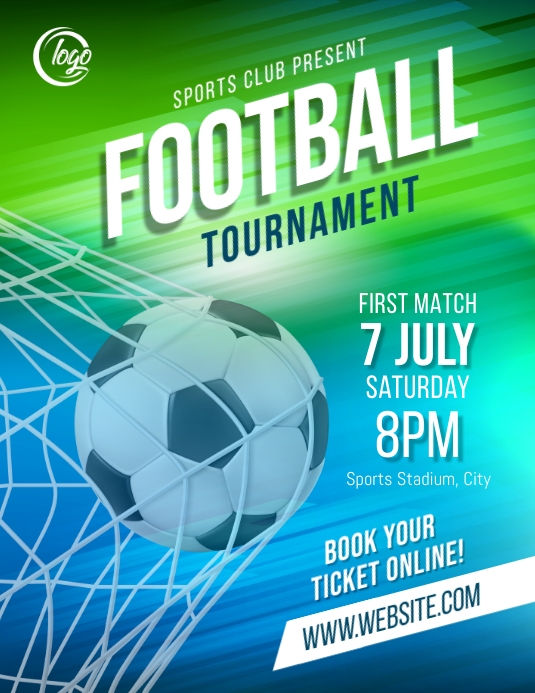 logo
SPORTS CLUB PRESENT
FOOTBALL
TOURNAMENT
FIRST MATCH
7 JULY
SATURDAY
8PM
Sports Stadium, City
BOOK YOUR
TICKET ONLINE!
WWW.WEBSITE.COM